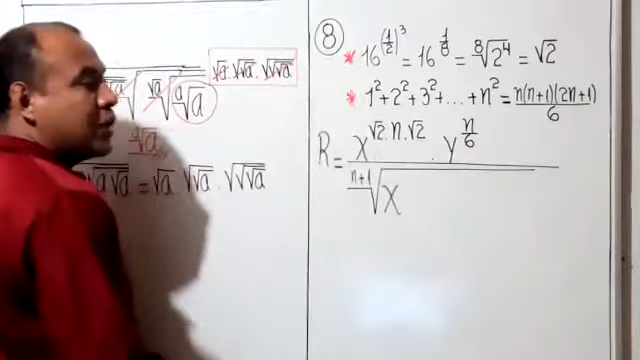 √a · √√a · √√√a
ᵃ√a
√a √a = √a · √√a · √√√a
8
* 16^(1/2)^3 = 16^(1/8) = ⁸√2⁴ = √2
* 1² + 2² + 3² + ... + n² = n(n+1)(2n+1)/6
R = x^(√2 · n · √2) · y^(n/6)
ⁿ⁺¹√x